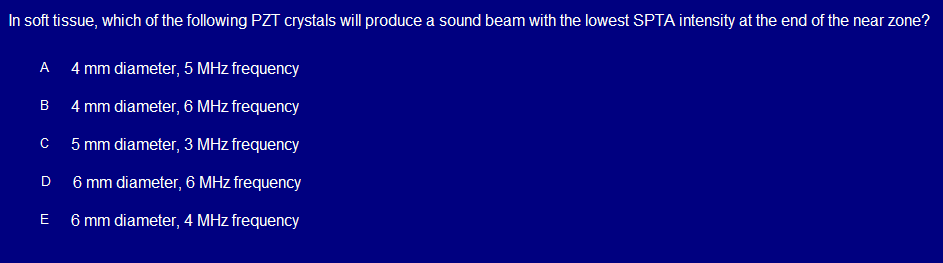 In soft tissue, which of the following PZT crystals will produce a sound beam with the lowest SPTA intensity at the end of the near zone?
A 4 mm diameter, 5 MHz frequency
B 4 mm diameter, 6 MHz frequency
C 5 mm diameter, 3 MHz frequency
D 6 mm diameter, 6 MHz frequency
E 6 mm diameter, 4 MHz frequency